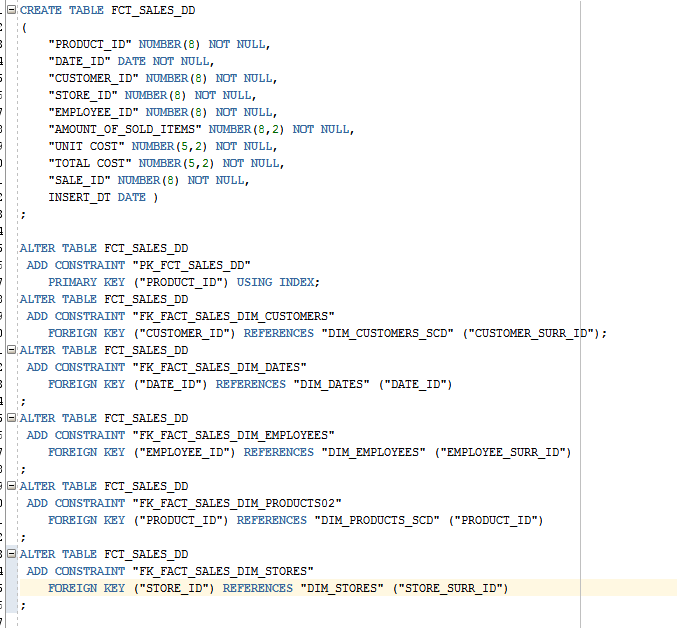 CREATE TABLE FCT_SALES_DD
(
"PRODUCT_ID" NUMBER(8) NOT NULL,
"DATE_ID" DATE NOT NULL,
"CUSTOMER_ID" NUMBER(8) NOT NULL,
"STORE_ID" NUMBER(8) NOT NULL,
"EMPLOYEE_ID" NUMBER(8) NOT NULL,
"AMOUNT_OF_SOLD_ITEMS" NUMBER(8,2) NOT NULL,
"UNIT COST" NUMBER(5,2) NOT NULL,
"TOTAL COST" NUMBER(5,2) NOT NULL,
"SALE_ID" NUMBER(8) NOT NULL,
INSERT_DT DATE )
;
ALTER TABLE FCT_SALES_DD
ADD CONSTRAINT "PK_FCT_SALES_DD"
PRIMARY KEY ("PRODUCT_ID") USING INDEX;
ALTER TABLE FCT_SALES_DD
ADD CONSTRAINT "FK_FACT_SALES_DIM_CUSTOMERS"
FOREIGN KEY ("CUSTOMER_ID") REFERENCES "DIM_CUSTOMERS_SCD" ("CUSTOMER_SURR_ID");
ALTER TABLE FCT_SALES_DD
ADD CONSTRAINT "FK_FACT_SALES_DIM_DATES"
FOREIGN KEY ("DATE_ID") REFERENCES "DIM_DATES" ("DATE_ID")
;
ALTER TABLE FCT_SALES_DD
ADD CONSTRAINT "FK_FACT_SALES_DIM_EMPLOYEES"
FOREIGN KEY ("EMPLOYEE_ID") REFERENCES "DIM_EMPLOYEES" ("EMPLOYEE_SURR_ID")
;
ALTER TABLE FCT_SALES_DD
ADD CONSTRAINT "FK_FACT_SALES_DIM_PRODUCTS02"
FOREIGN KEY ("PRODUCT_ID") REFERENCES "DIM_PRODUCTS_SCD" ("PRODUCT_ID")
;
ALTER TABLE FCT_SALES_DD
ADD CONSTRAINT "FK_FACT_SALES_DIM_STORES"
FOREIGN KEY ("STORE_ID") REFERENCES "DIM_STORES" ("STORE_SURR_ID")
;